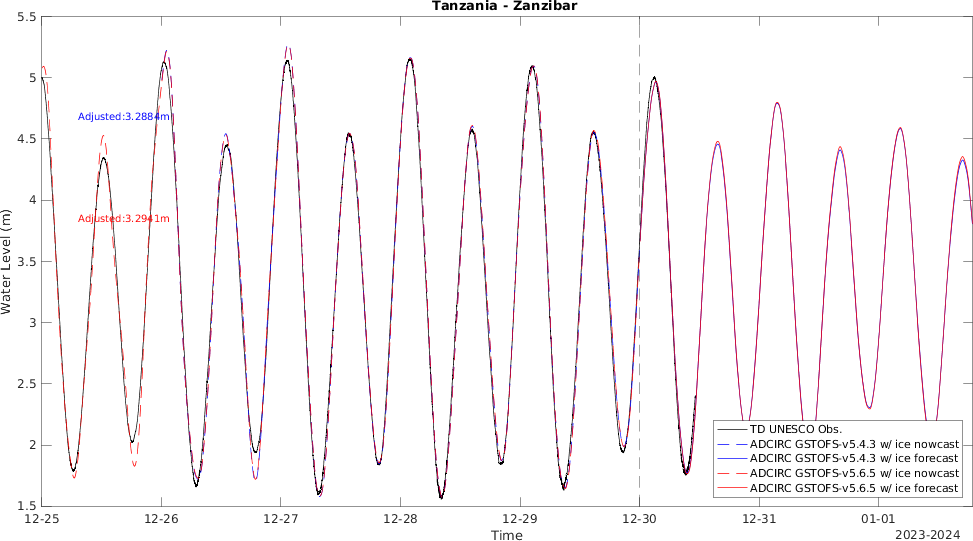 Tanzania - Zanzibar
5.5
5
4.5
4
3.5
3
2.5
2
1.5
Water Level (m)
Adjusted:3.2884m
Adjusted:3.2941m
TD UNESCO Obs.
ADCIRC GSTOFS-v5.4.3 w/ ice nowcast
ADCIRC GSTOFS-v5.4.3 w/ ice forecast
ADCIRC GSTOFS-v5.6.5 w/ ice nowcast
ADCIRC GSTOFS-v5.6.5 w/ ice forecast
12-25 12-26 12-27 12-28 12-29 12-30 12-31 01-01
Time
2023-2024